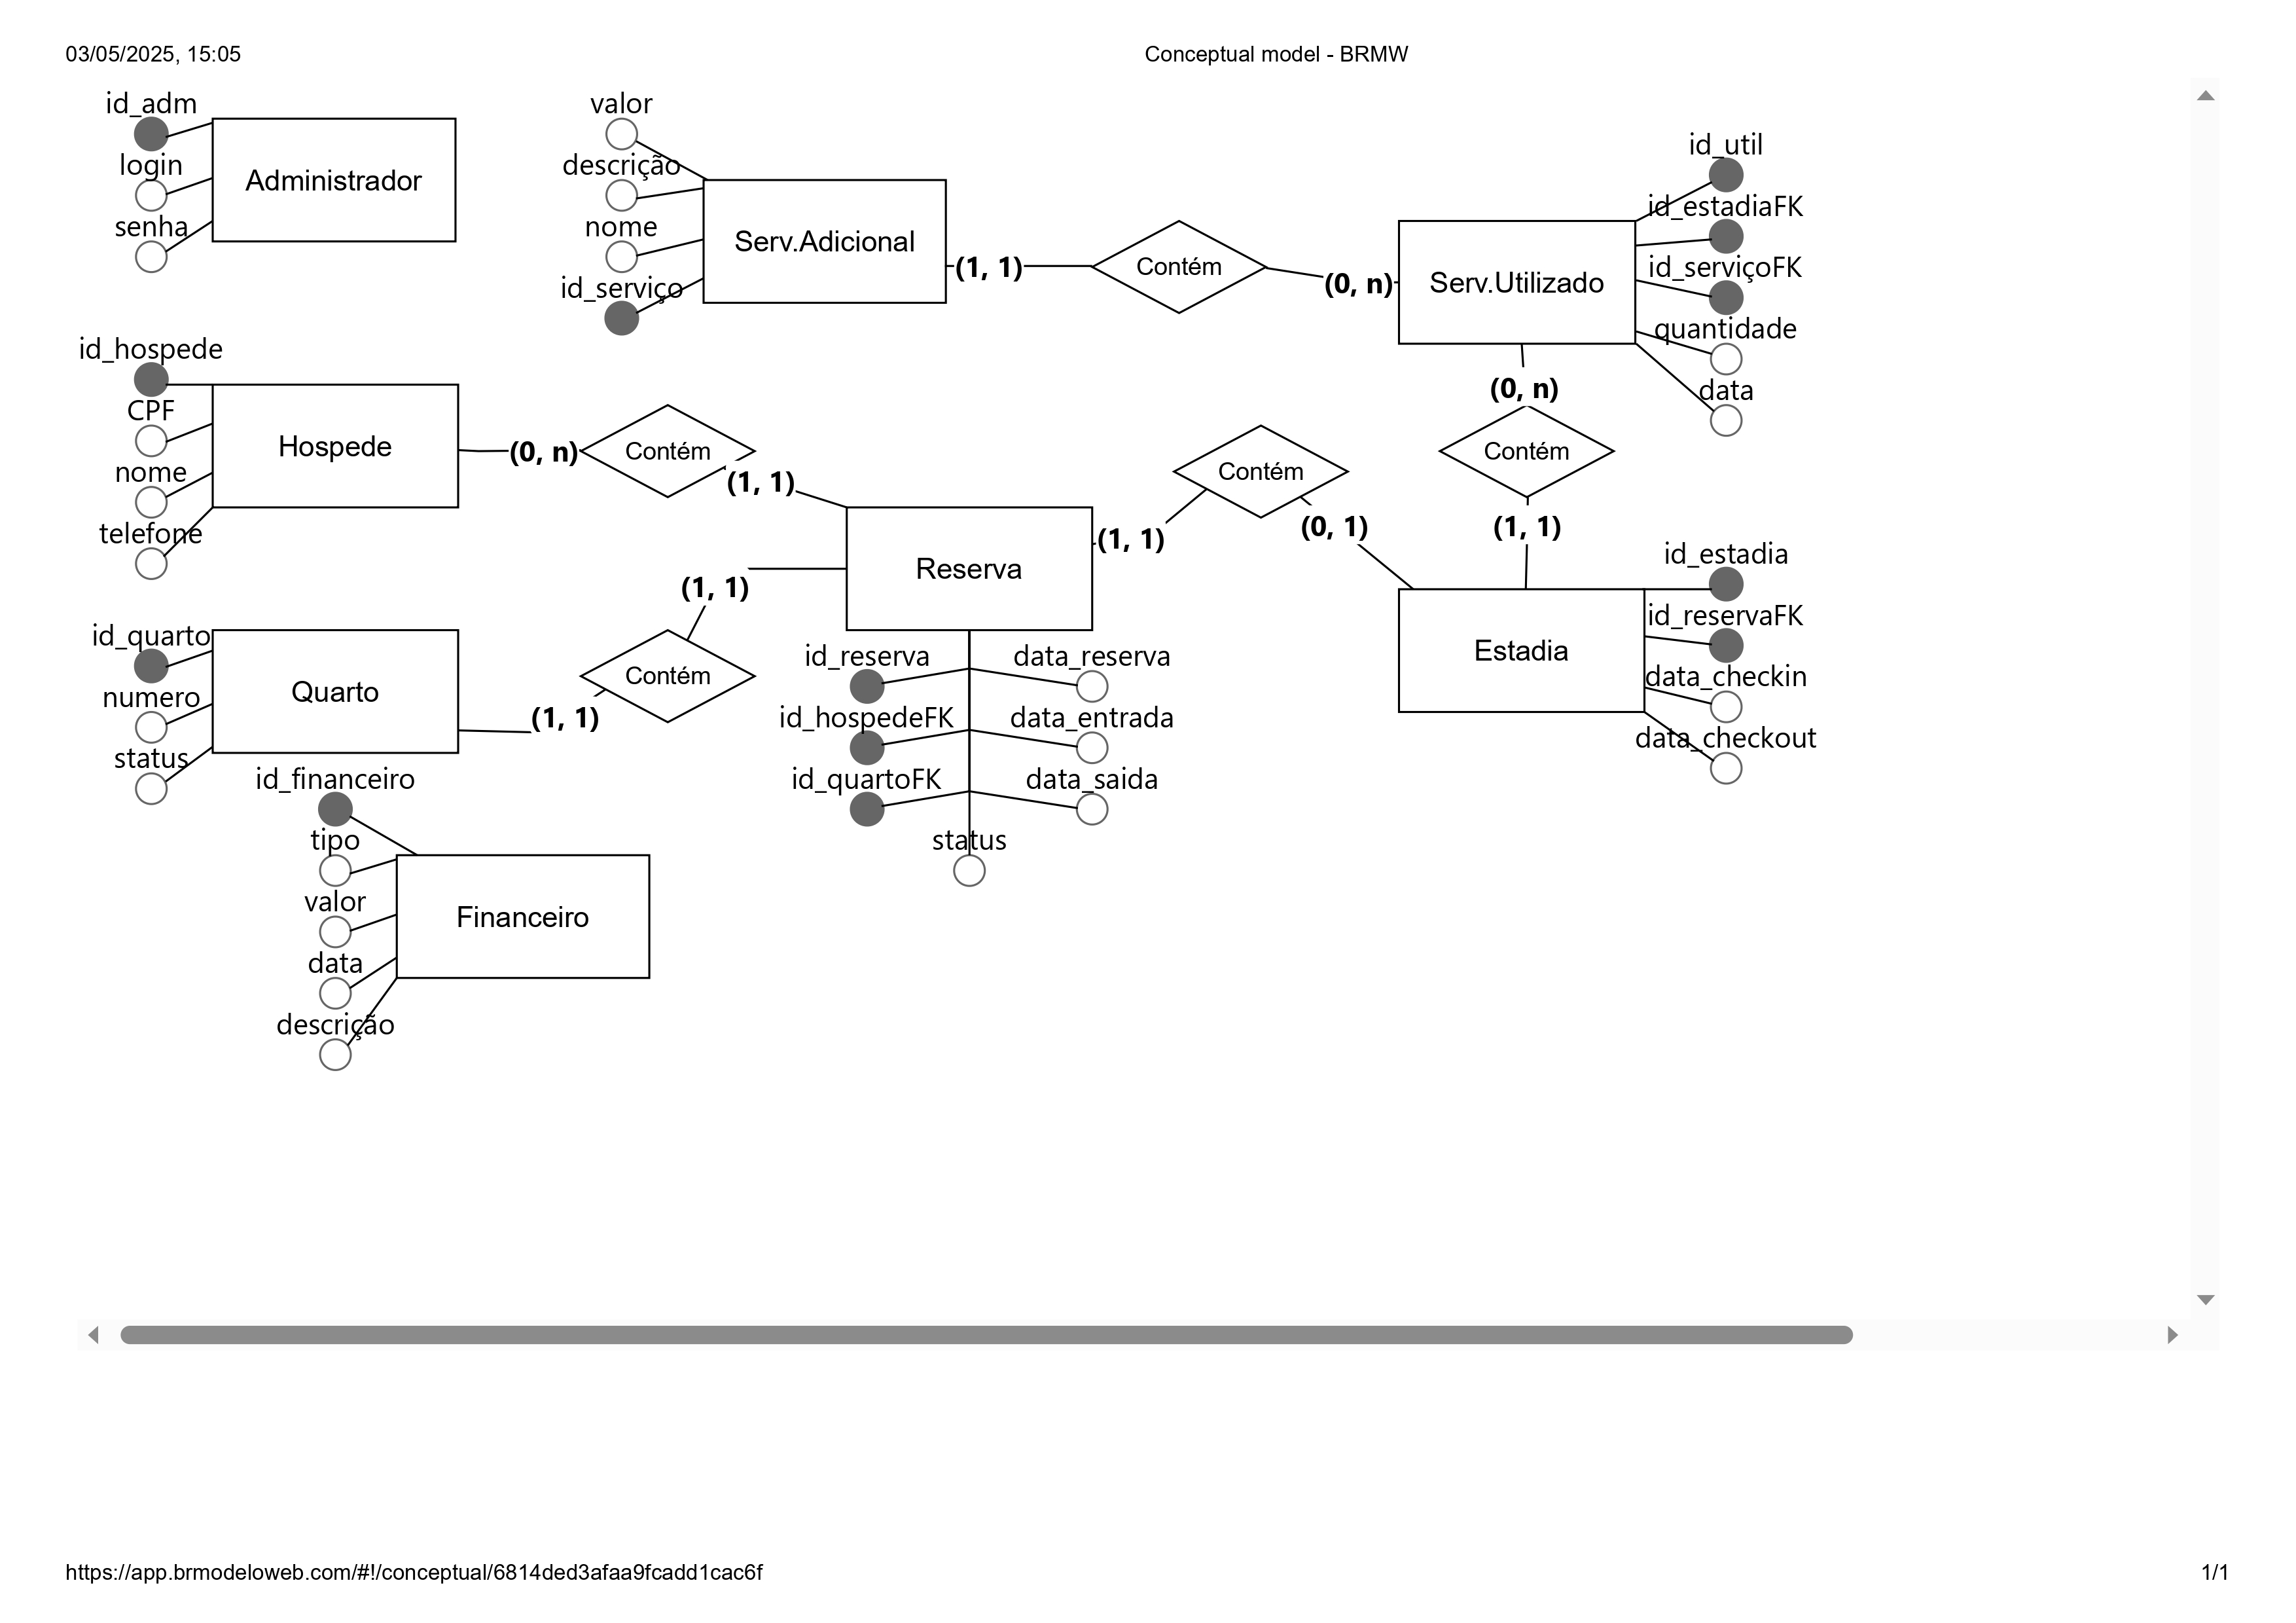 03/05/2025, 15:05
Conceptual model - BRMW
id_adm
login
senha
Administrador
valor
descrição
nome
id_serviço
Serv.Adicional
(1, 1)
Contém
(0, n)
Serv.Utilizado
id_util
id_estadiaFK
id_serviçoFK
quantidade
data
id_hospede
CPF
nome
telefone
Hospede
(0, n)
Contém
(1, 1)
Reserva
(1, 1)
Contém
(0, 1)
(0, n)
Contém
(1, 1)
Estadia
id_estadia
id_reservaFK
data_checkin
data_checkout
id_quarto
numero
status
Quarto
(1, 1)
Contém
(1, 1)
id_reserva
data_reserva
id_hospedeFK
data_entrada
id_quartoFK
data_saida
status
id_financeiro
tipo
valor
data
descrição
Financeiro
https://app.brmodeloweb.com/#!/conceptual/6814ded3afaa9fcadd1cac6f
1/1